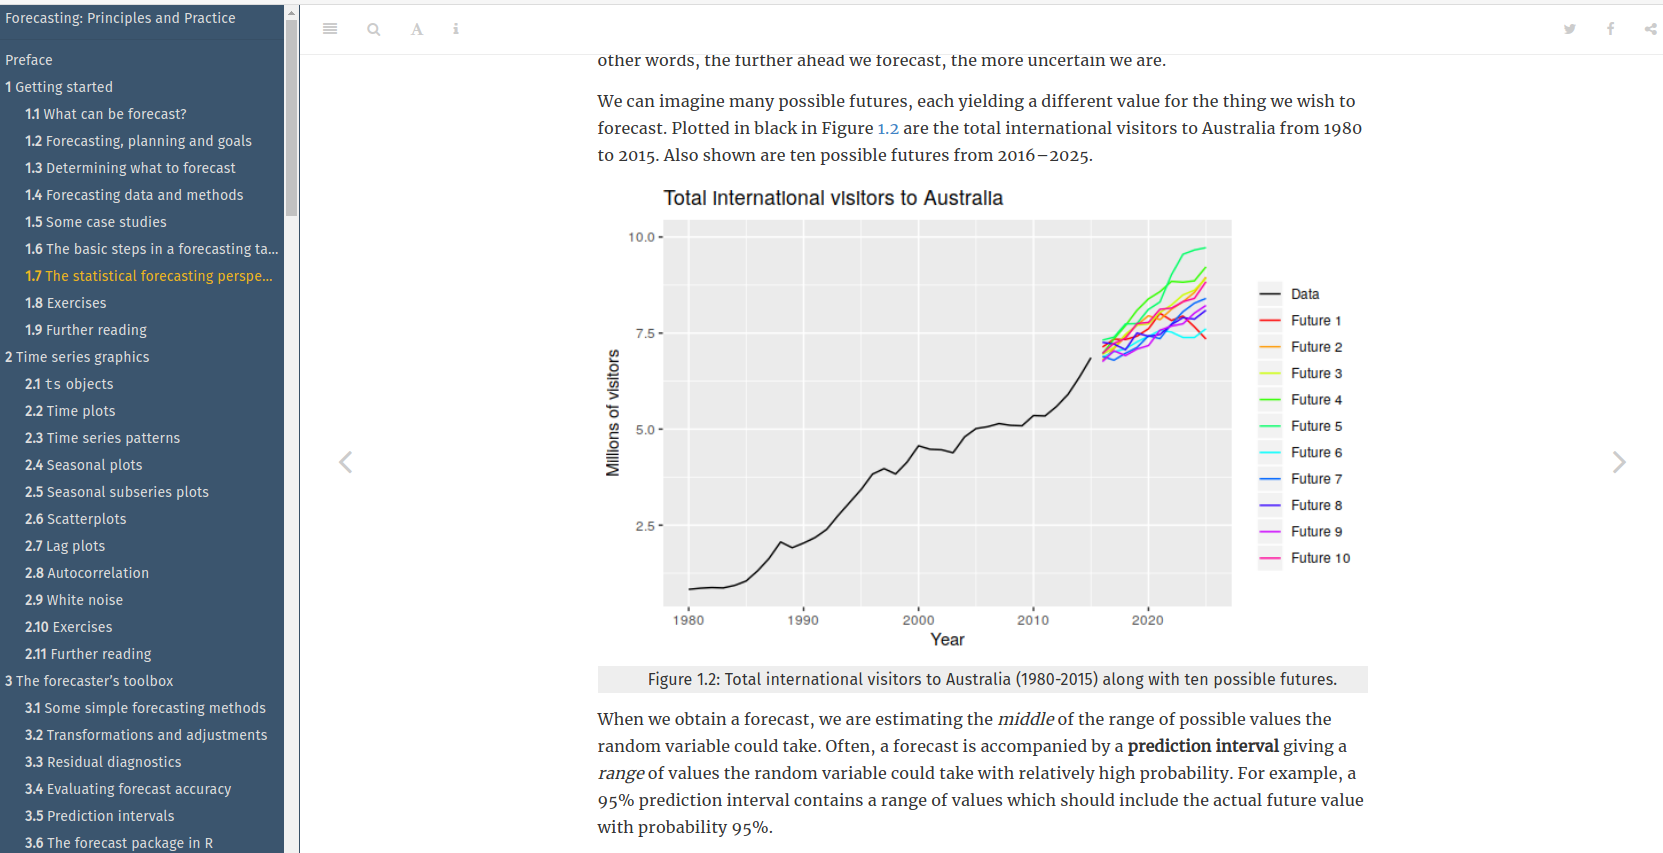 Forecasting: Principles and Practice
Preface
1 Getting started
1.1 What can be forecast?
1.2 Forecasting, planning and goals
1.3 Determining what to forecast
1.4 Forecasting data and methods
1.5 Some case studies
1.6 The basic steps in a forecasting ta...
1.7 The statistical forecasting perspe...
1.8 Exercises
1.9 Further reading
2 Time series graphics
2.1 ts objects
2.2 Time plots
2.3 Time series patterns
2.4 Seasonal plots
2.5 Seasonal subseries plots
2.6 Scatterplots
2.7 Lag plots
2.8 Autocorrelation
2.9 White noise
2.10 Exercises
2.11 Further reading
3 The forecaster's toolbox
3.1 Some simple forecasting methods
3.2 Transformations and adjustments
3.3 Residual diagnostics
3.4 Evaluating forecast accuracy
3.5 Prediction intervals
3.6 The forecast package in R
other words, the further ahead we forecast, the more uncertain we are.
We can imagine many possible futures, each yielding a different value for the thing we wish to
forecast. Plotted in black in Figure 1.2 are the total international visitors to Australia from 1980
to 2015. Also shown are ten possible futures from 2016–2025.
Total International visitors to Australia
10.0
7.5
5.0
2.5
Millions of visitors
1980 1990 2000 2010 2020
Year
Data
Future 1
Future 2
Future 3
Future 4
Future 5
Future 6
Future 7
Future 8
Future 9
Future 10
Figure 1.2: Total international visitors to Australia (1980-2015) along with ten possible futures.
When we obtain a forecast, we are estimating the middle of the range of possible values the
random variable could take. Often, a forecast is accompanied by a prediction interval giving a
range of values the random variable could take with relatively high probability. For example, a
95% prediction interval contains a range of values which should include the actual future value
with probability 95%.